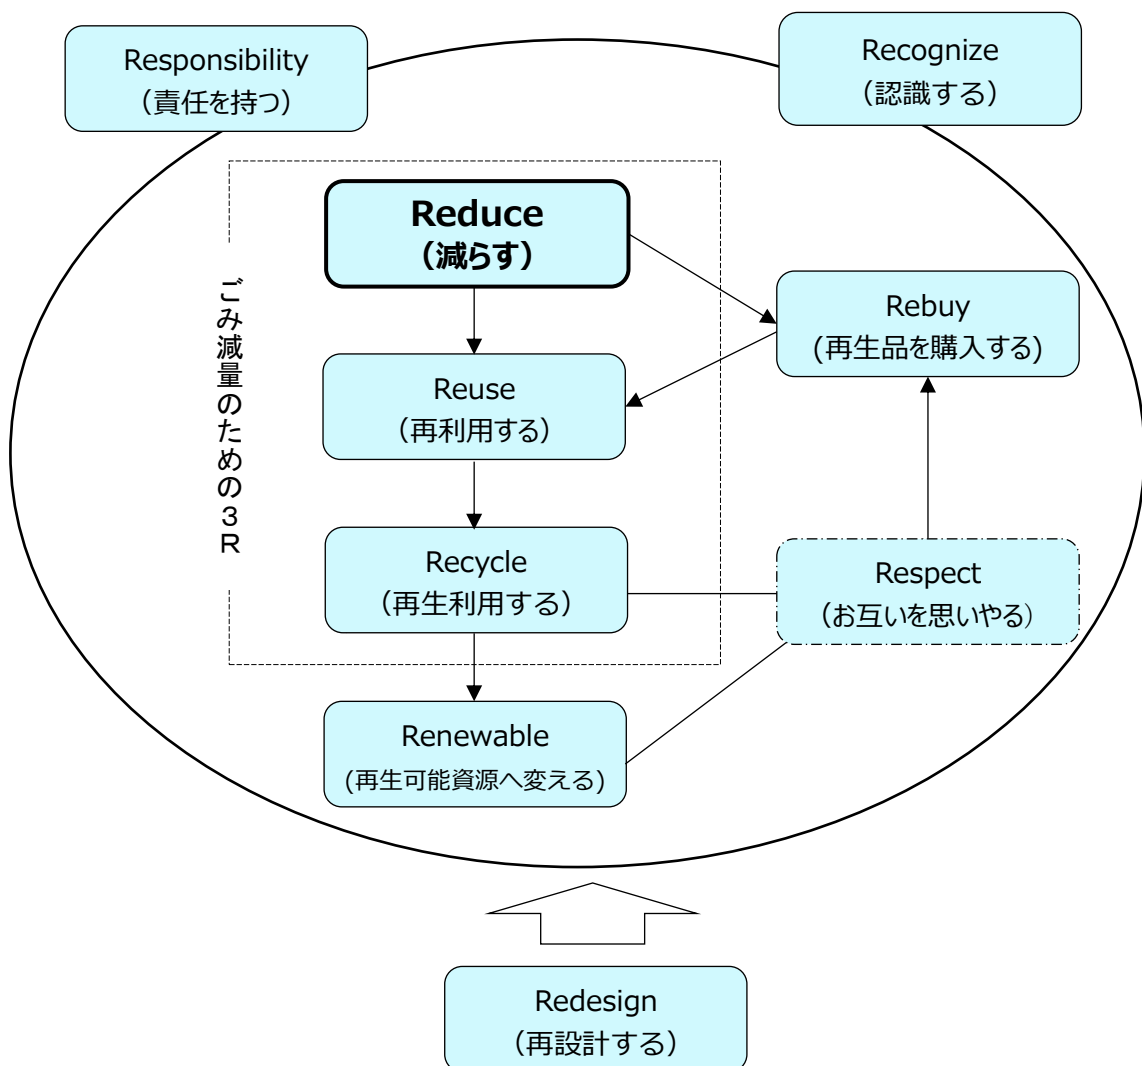 Responsibility
（責任を持つ）
Recognize
（認識する）
Reduce
（減らす）
ごみ減量のための３Ｒ
Rebuy
(再生品を購入する)
Reuse
（再利用する）
Recycle
（再生利用する）
Respect
（お互いを思いやる）
Renewable
(再生可能資源へ変える)
Redesign
（再設計する）